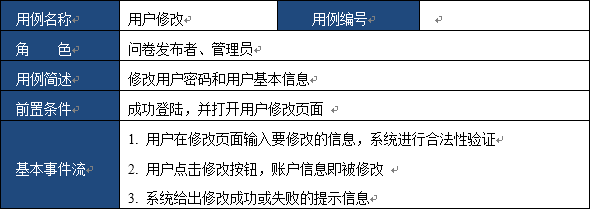 用例名称 用户修改 用例编号
角 色 问卷发布者、管理员
用例简述 修改用户密码和用户基本信息
前置条件 成功登陆，并打开用户修改页面
1. 用户在修改页面输入要修改的信息，系统进行合法性验证
基本事件流 2. 用户点击修改按钮，账户信息即被修改
3. 系统给出修改成功或失败的提示信息